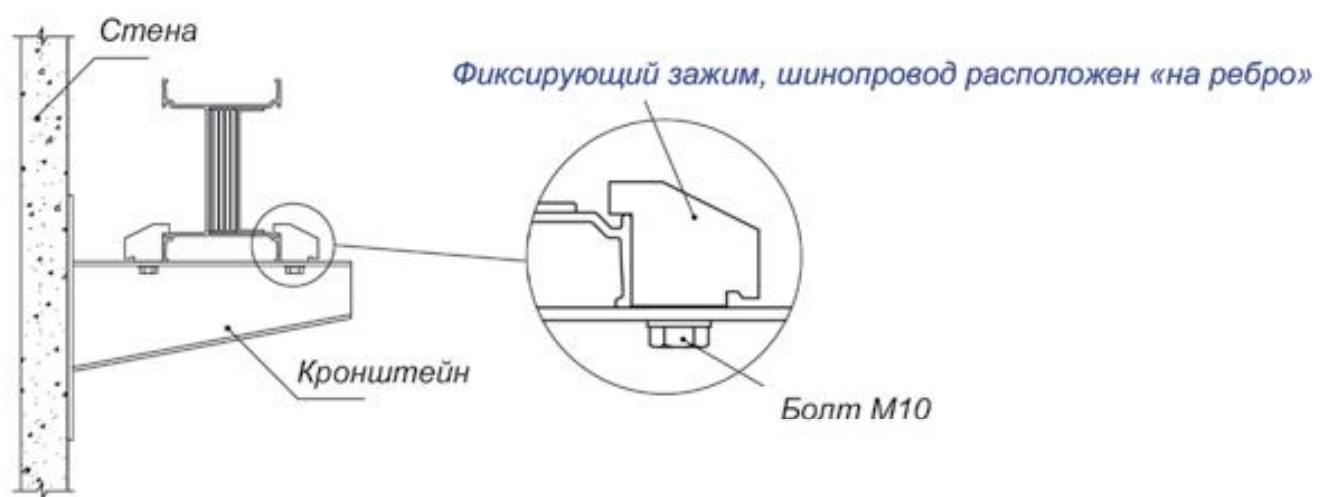 Стена
Фиксирующий зажим, шинопровод расположен «на ребро»
Кронштейн
Болт М10